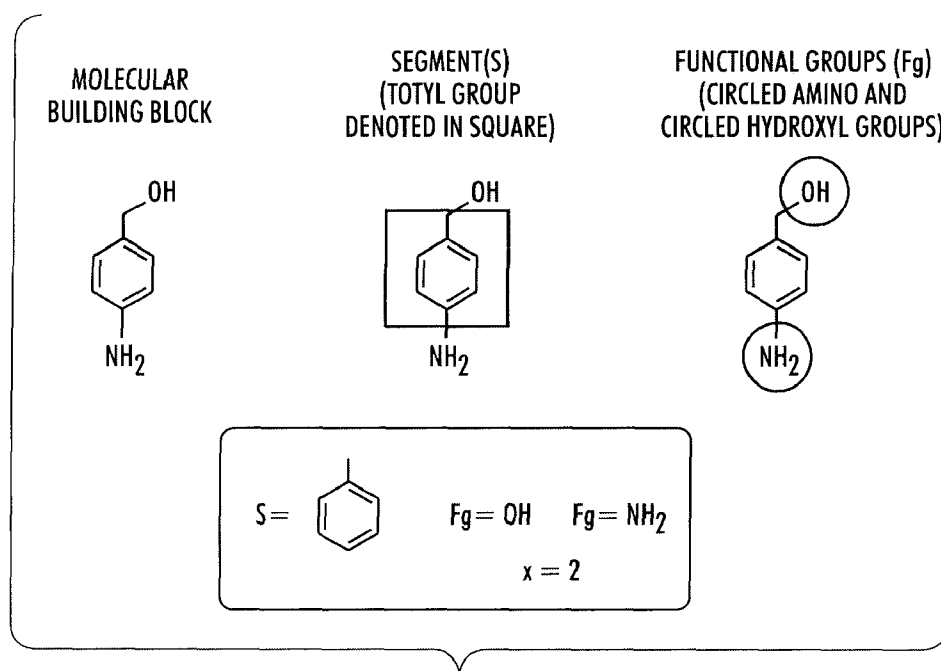 MOLECULAR
BUILDING BLOCK
SEGMENT(S)
(TOTYL GROUP
DENOTED IN SQUARE)
FUNCTIONAL GROUPS (Fg)
(CIRCLED AMINO AND
CIRCLED HYDROXYL GROUPS)
OH
NH2
OH
NH2
OH
NH2
S=
Fg= OH
Fg= NH2
x = 2